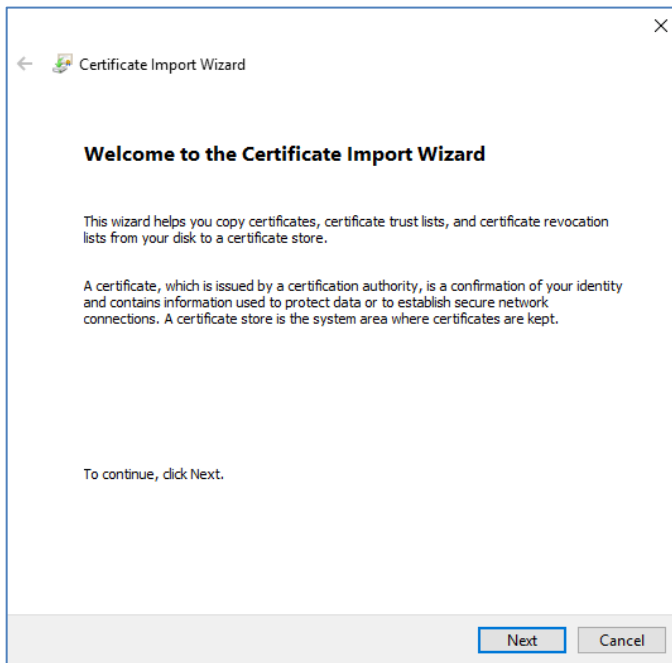 Certificate Import Wizard
Welcome to the Certificate Import Wizard
This wizard helps you copy certificates, certificate trust lists, and certificate revocation
lists from your disk to a certificate store.
A certificate, which is issued by a certification authority, is a confirmation of your identity
and contains information used to protect data or to establish secure network
connections. A certificate store is the system area where certificates are kept.
To continue, click Next.
Next Cancel